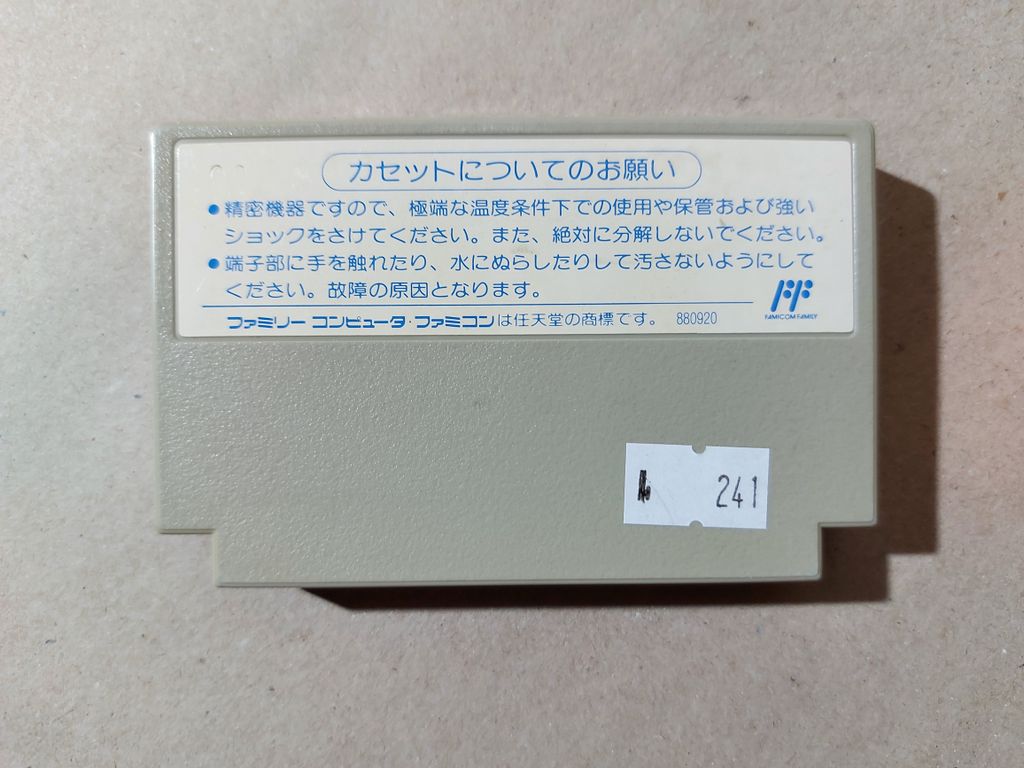 カセットについてのお願い
●精密機器ですので、極端な温度条件下での使用や保管および強い
ショックをさけてください。また、絶対に分解しないでください。
●端子部に手を触れたり、水にぬらしたりして汚さないようにして
ください。故障の原因となります。
FAMICOM FAMILY
ファミリー コンピュータ・ファミコンは任天堂の商標です。 880920
241